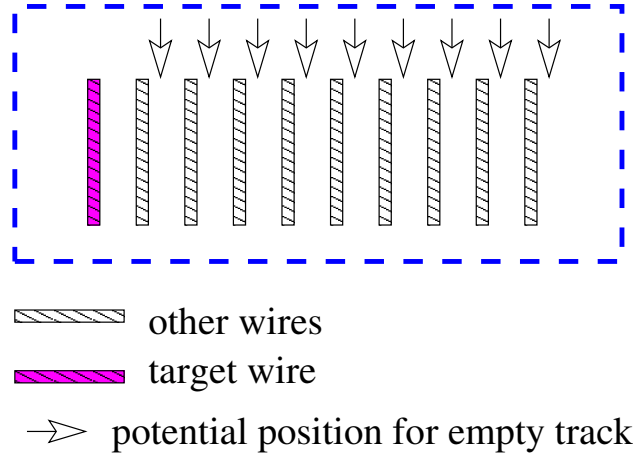 other wires
target wire
potential position for empty track